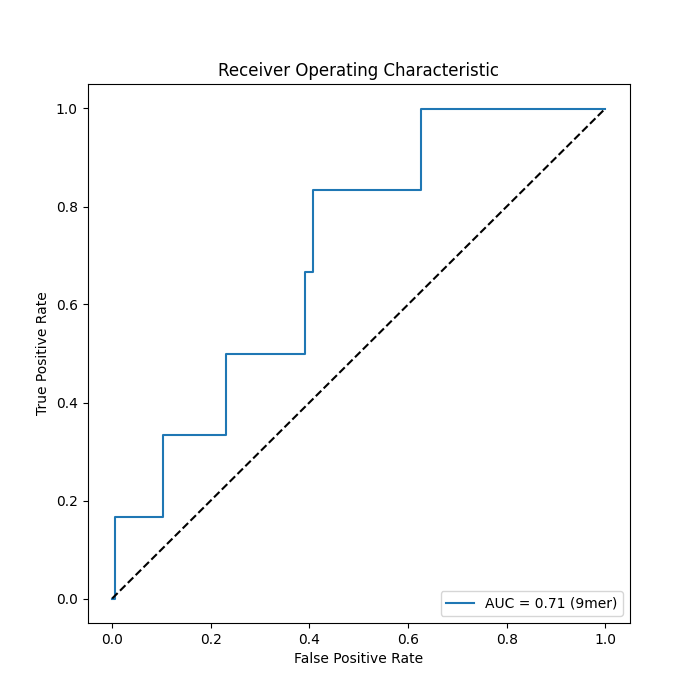 Receiver Operating Characteristic
1.0
0.8
0.6
0.4
0.2
0.0
True Positive Rate
0.0 0.2 0.4 0.6 0.8 1.0
False Positive Rate
AUC = 0.71 (9mer)